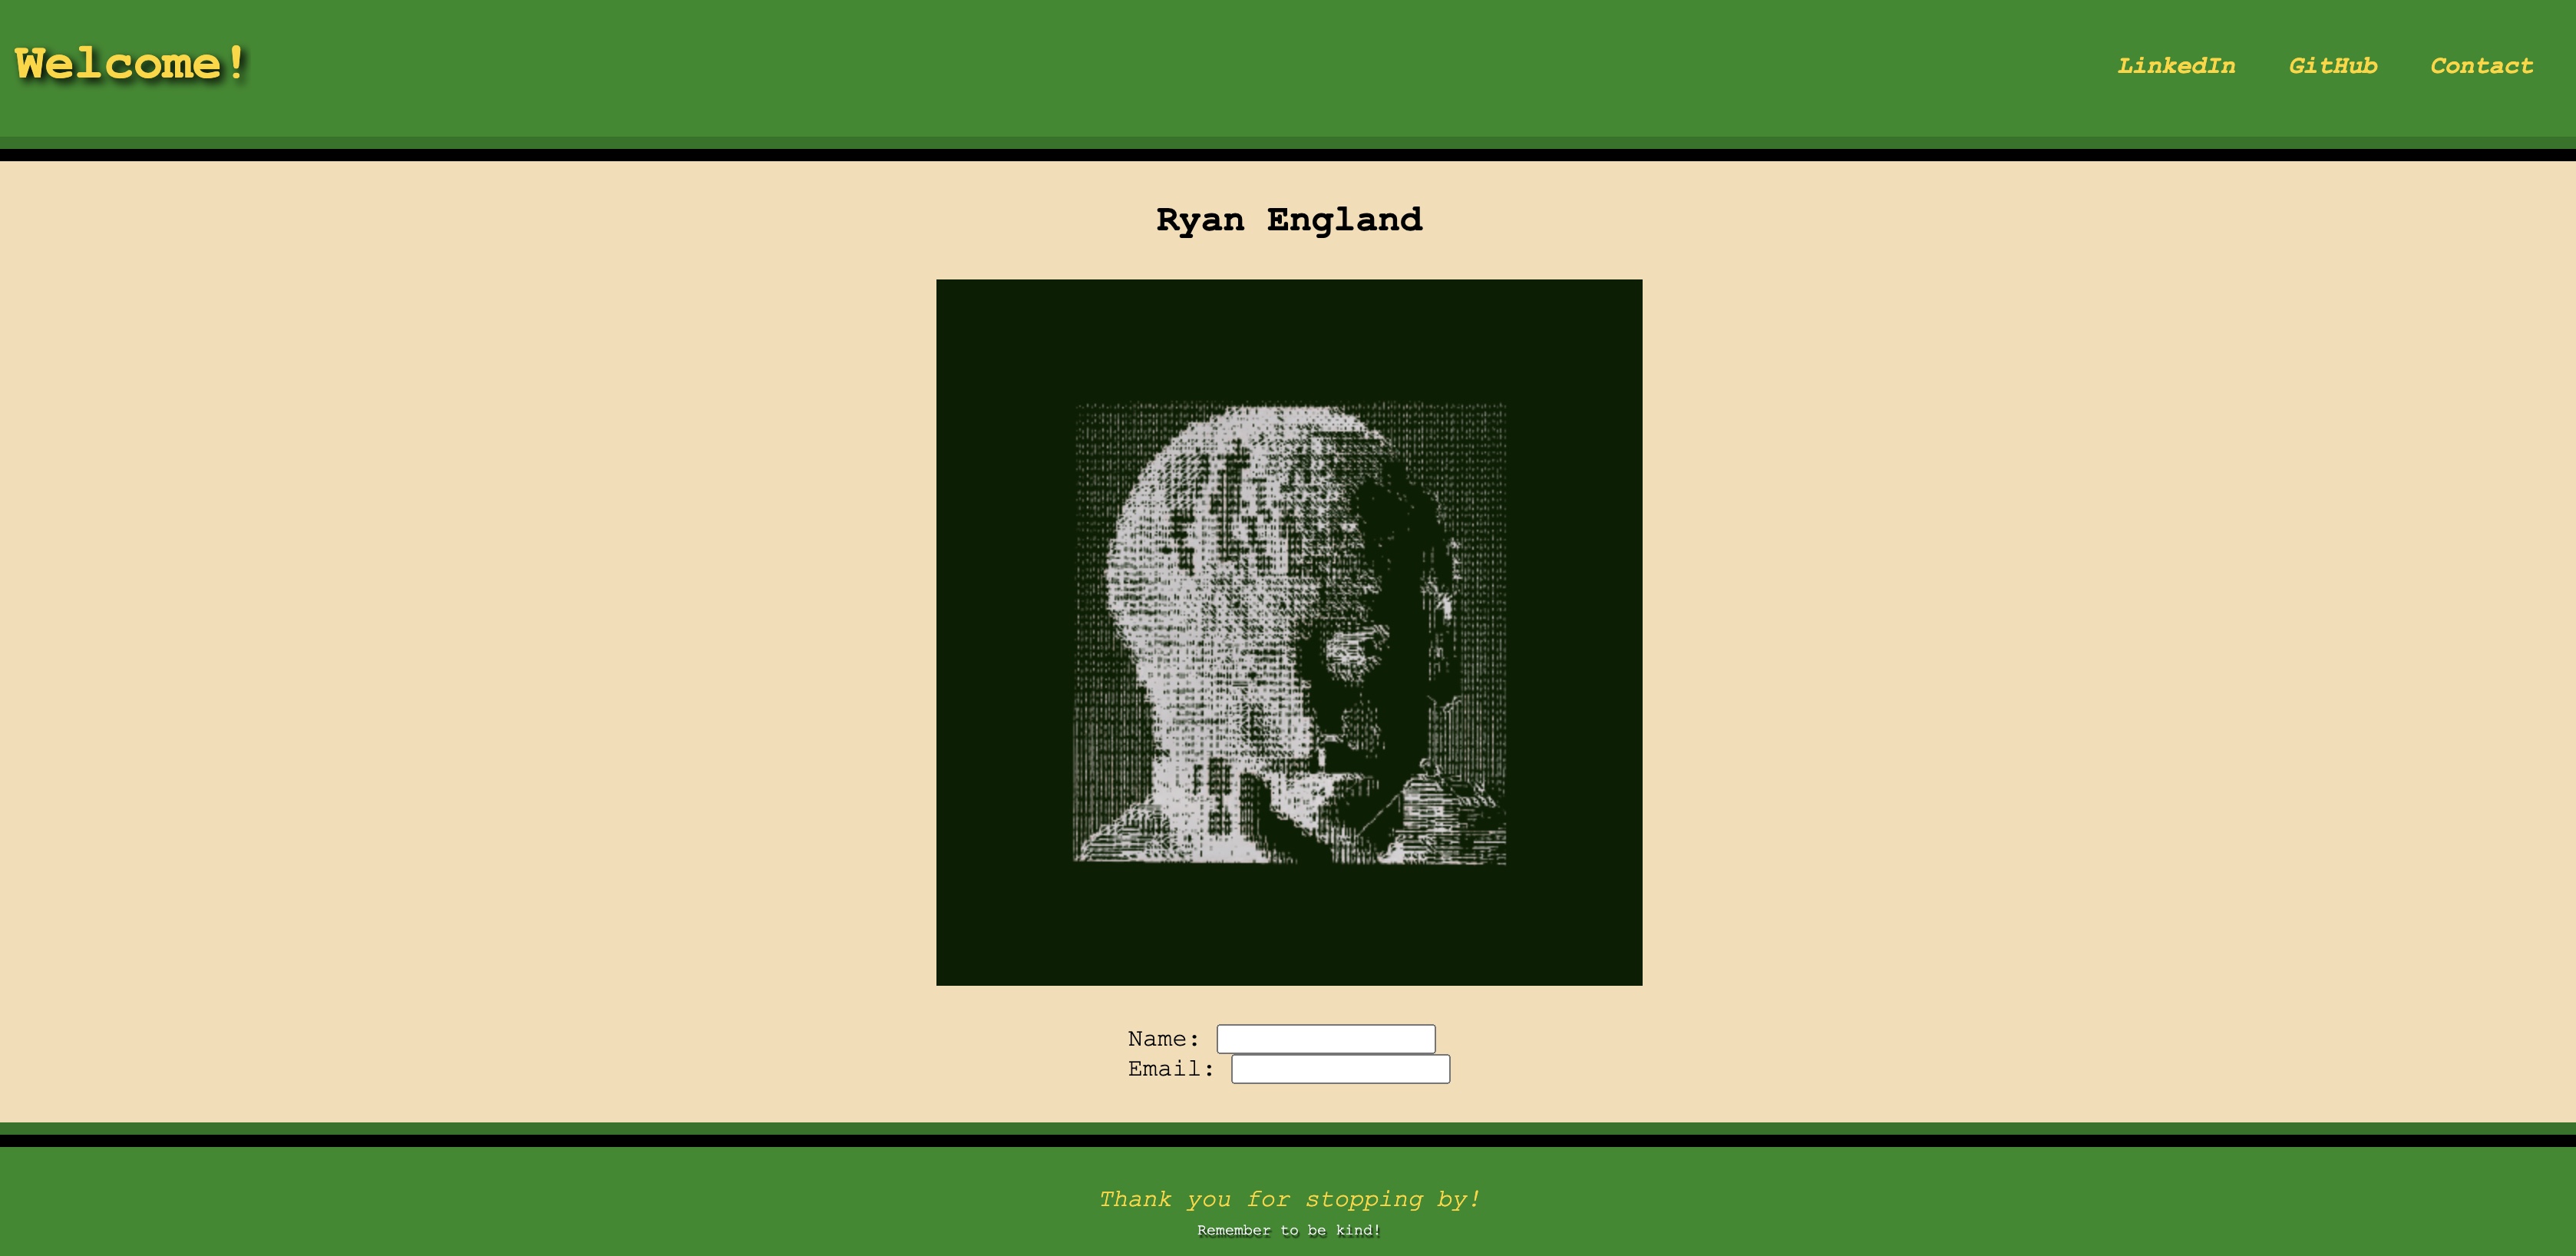 Welcome!
LinkedIn GitHub Contact
Ryan England
Name:
Email:
Thank you for stopping by!
Remember to be kind!